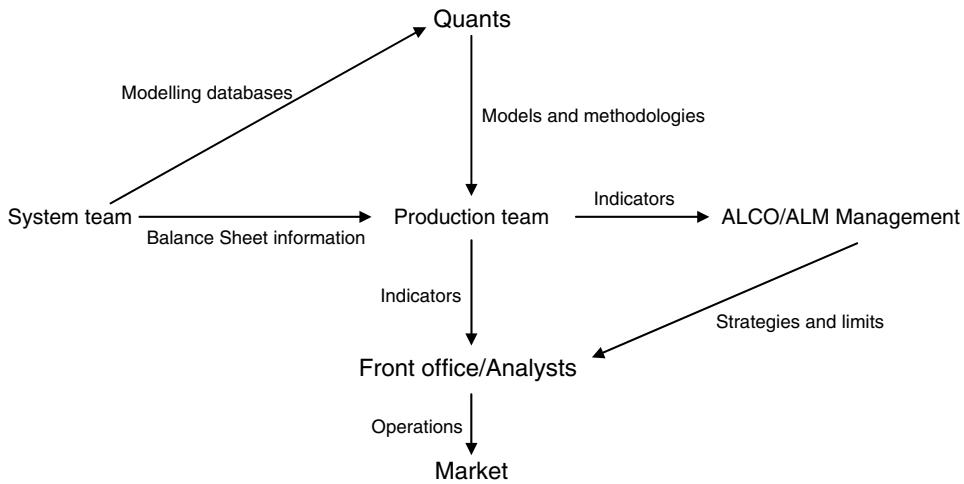 Quants
Modelling databases
Models and methodologies
System team
Production team
Indicators
ALCO/ALM Management
Balance Sheet information
Indicators
Strategies and limits
Front office/Analysts
Operations
Market